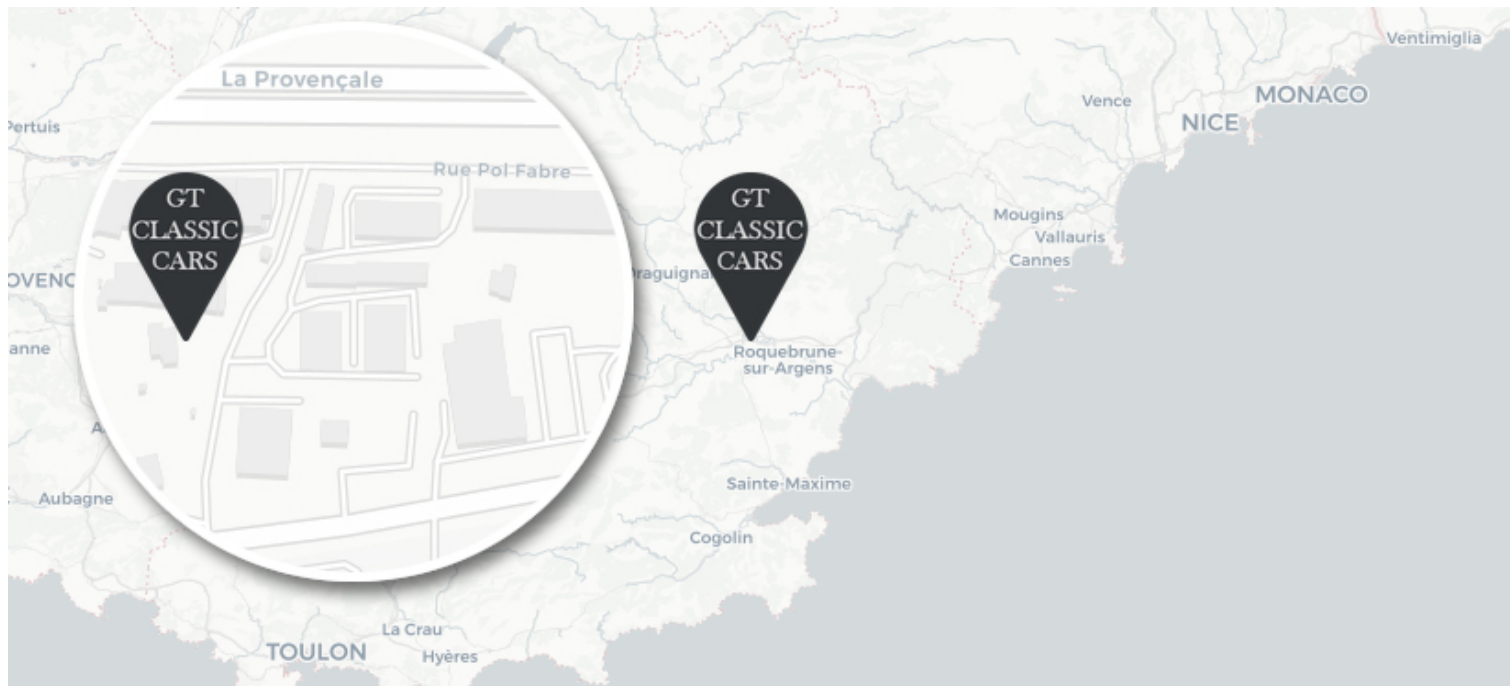 Ventimiglia
MONACO
Vence
NICE
La Provençale
Pertuis
Rue Pol Fabre
GT
CLASSIC
CARS
GT
CLASSIC
CARS
Mougins
Vallauris
Cannes
raguigna
OVENC
anne
Roquebrune-
sur-Argens
A
Aubagne
Sainte-Maxime
Cogolin
La Crau
TOULON
Hyères